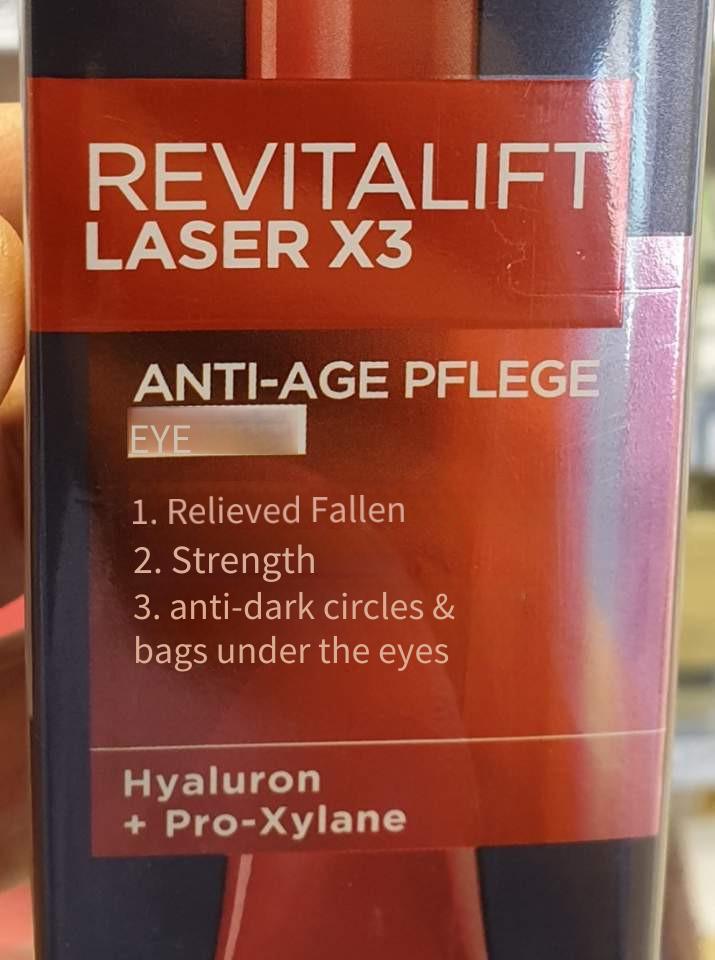 REVITALIFT
LASER X3
ANTI-AGE PFLEGE
EYE
1. Relieved Fallen
2. Strength
3. anti-dark circles &
bags under the eyes
Hyaluron
+ Pro-Xylane